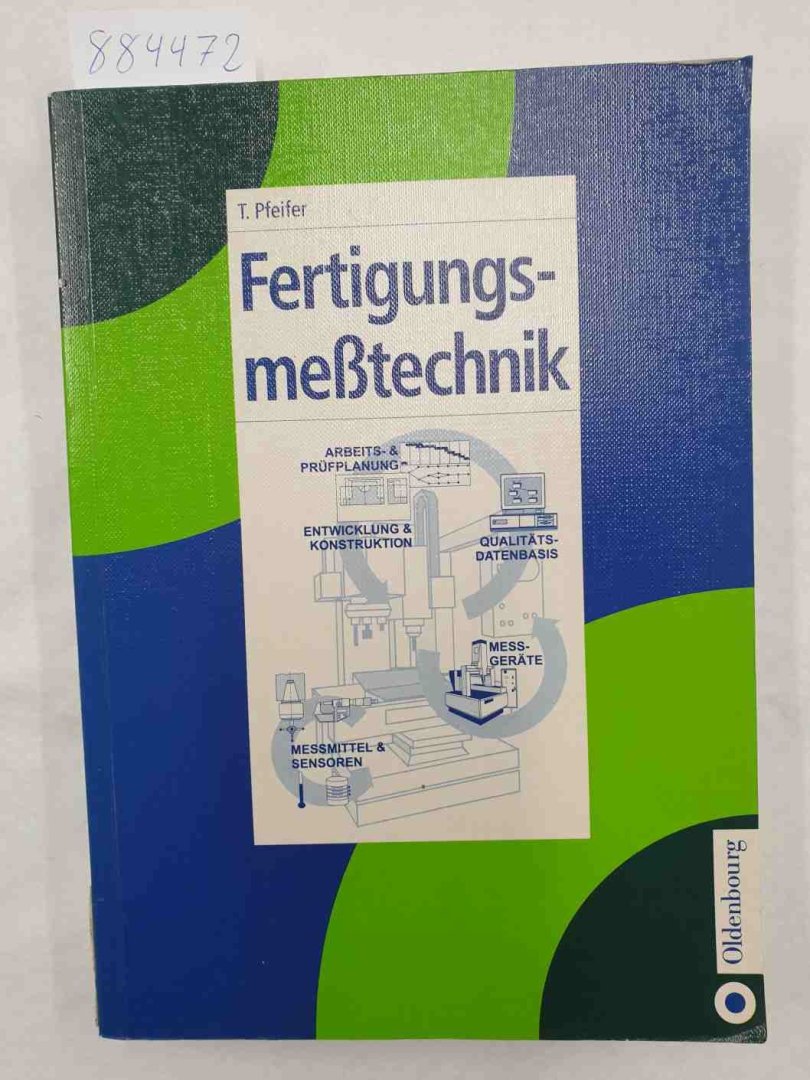 884472
T. Pfeifer
Fertigungs-
meßtechnik
ARBEITS- &
PRÜFPLANUNG
ENTWICKLUNG &
KONSTRUKTION
QUALITÄTS-
DATENBASIS
MESS-
GERÄTE
MESSMITTEL &
SENSOREN
Oldenbourg